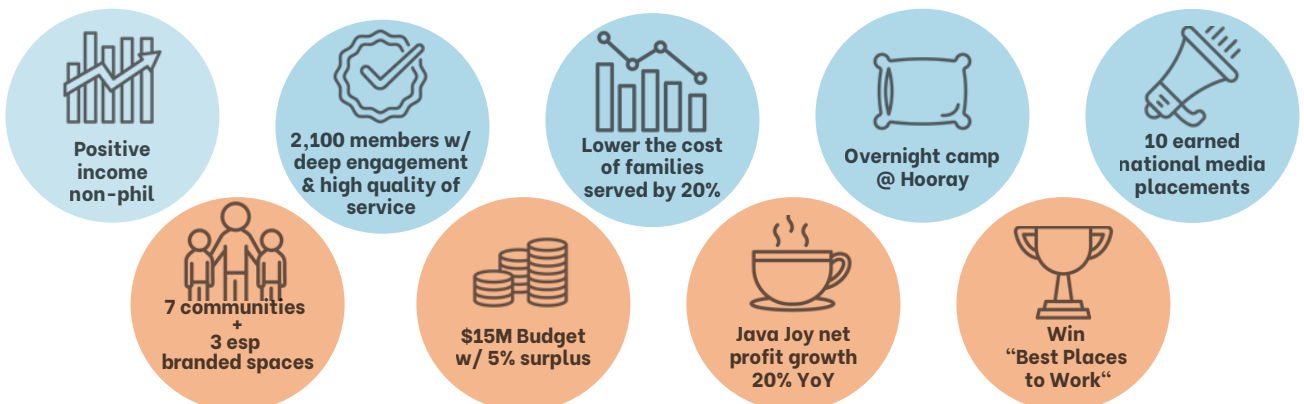 Positive
income
non-phil
2,100 members w/
deep engagement
& high quality of
service
Lower the cost
of families
served by 20%
Overnight camp
@ Hooray
10 earned
national media
placements
7 communities
+
3 esp
branded spaces
$15M Budget
w/ 5% surplus
Java Joy net
profit growth
20% YoY
Win
“Best Places
to Work“